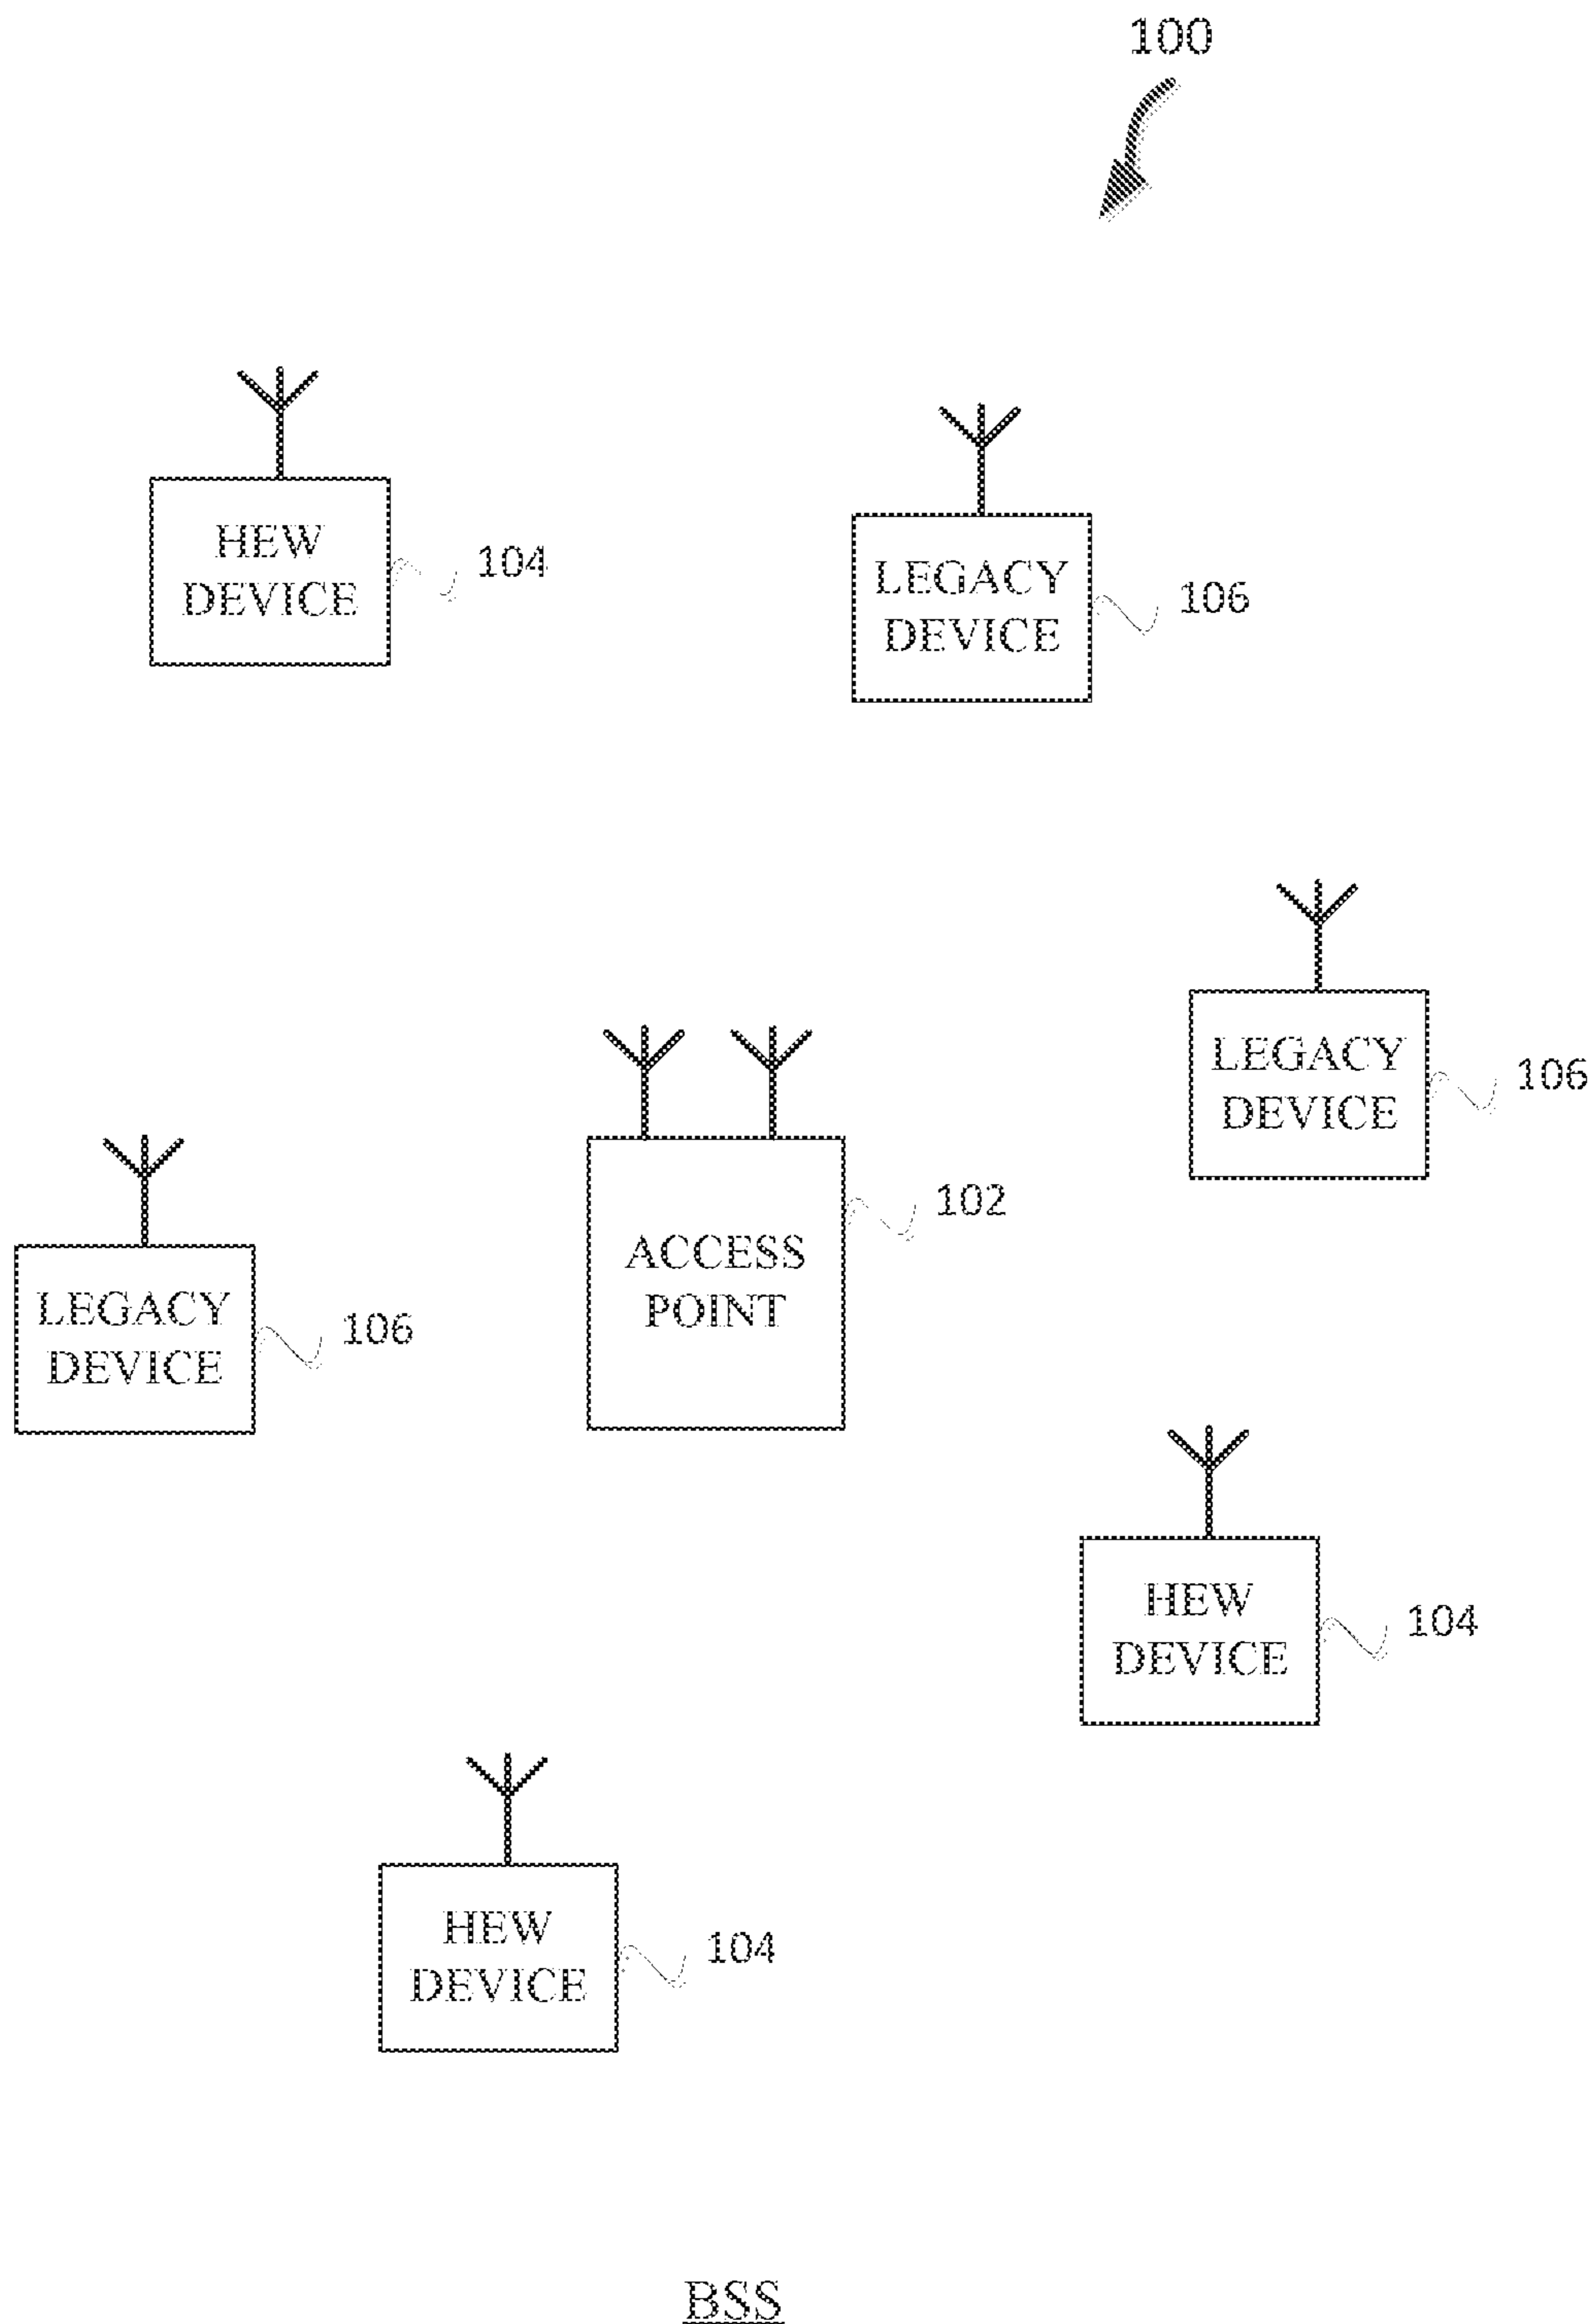 100
HEW
DEVICE
104
LEGACY
DEVICE
106
LEGACY
DEVICE
106
ACCESS
POINT
102
LEGACY
DEVICE
106
HEW
DEVICE
104
HEW
DEVICE
104
BSS